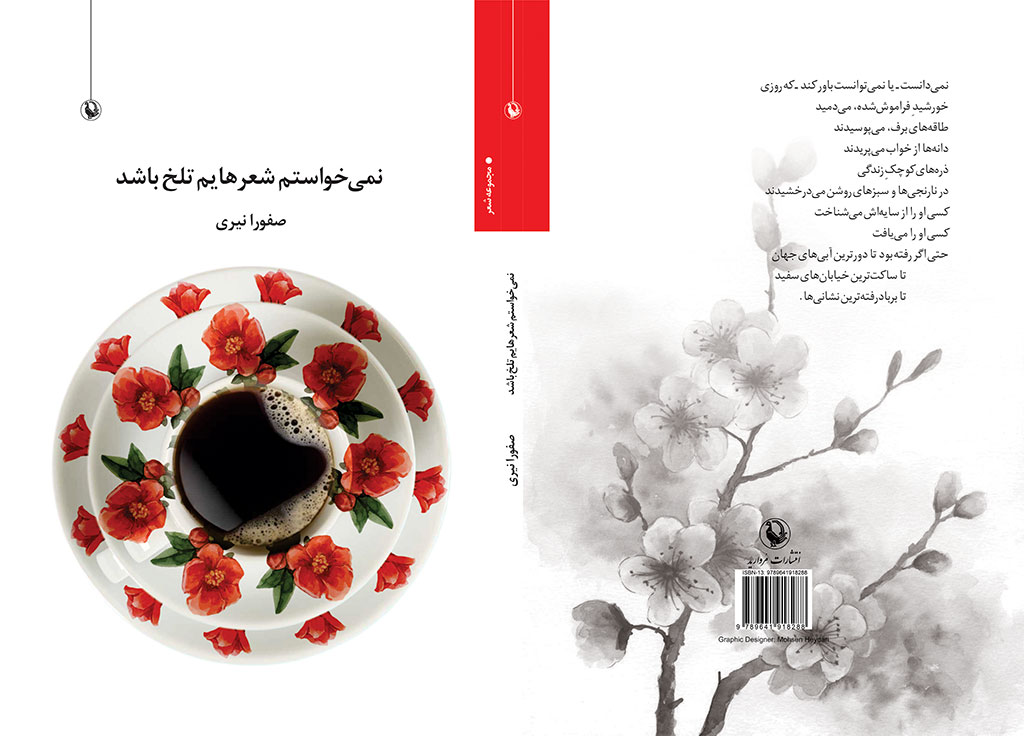 نمی‌خواستم شعرهایم تلخ باشد
صفورا نیری
مجموعه شعر
نمی‌خواستم شعرهایم تلخ باشد
صفورا نیری
نمی‌دانست ـ یا نمی‌توانست باور کند ـ که روزی
خورشیدِ فراموش‌شده، می‌دمید
طاقه‌های برف، می‌پوسیدند
دانه‌ها از خواب می‌پریدند
ذره‌های کوچکِ زندگی
در نارنجی‌ها و سبزهای روشن می‌درخشیدند
کسی او را از سایه‌اش می‌شناخت
کسی او را می‌یافت
حتی اگر رفته بود تا دورترین آبی‌های جهان
تا ساکت‌ترین خیابان‌های سفید
تا بربادرفته‌ترین نشانی‌ها.
انتشارات مروارید
ISBN-13: 9789641918288
9 789641 918288
Graphic Designer: Mohsen Heydari